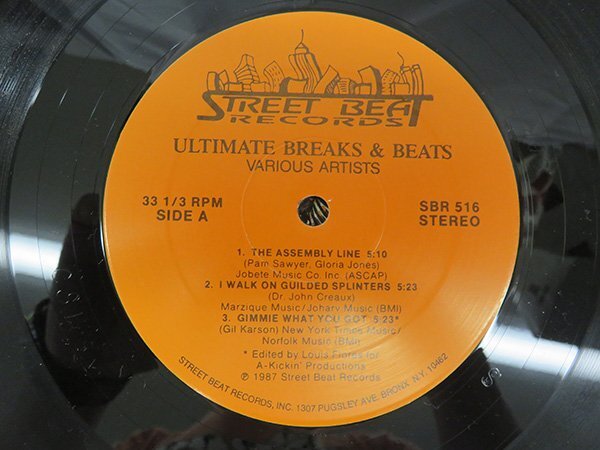 STREET BEAT
RECORDS
ULTIMATE BREAKS & BEATS
VARIOUS ARTISTS
33 1/3 RPM
SIDE A
SBR 516
STEREO
1. THE ASSEMBLY LINE 5:10
(Pam Sawyer, Gloria Jones)
Jobete Music Co. Inc. (ASCAP)
2. I WALK ON GUILDED SPLINTERS 5:23
(Dr. John Creaux)
Marzique Music/Joharv Music (BMI)
3. GIMMIE WHAT YOU GOT 5:23*
(Gil Karson) New York Times Music/
Norfolk Music (BMI)
* Edited by Louis Flores for
A-Kickin' Productions
℗ 1987 Street Beat Records
STREET BEAT RECORDS, INC. 1307 PUGSLEY AVE. BRONX N.Y. 10462